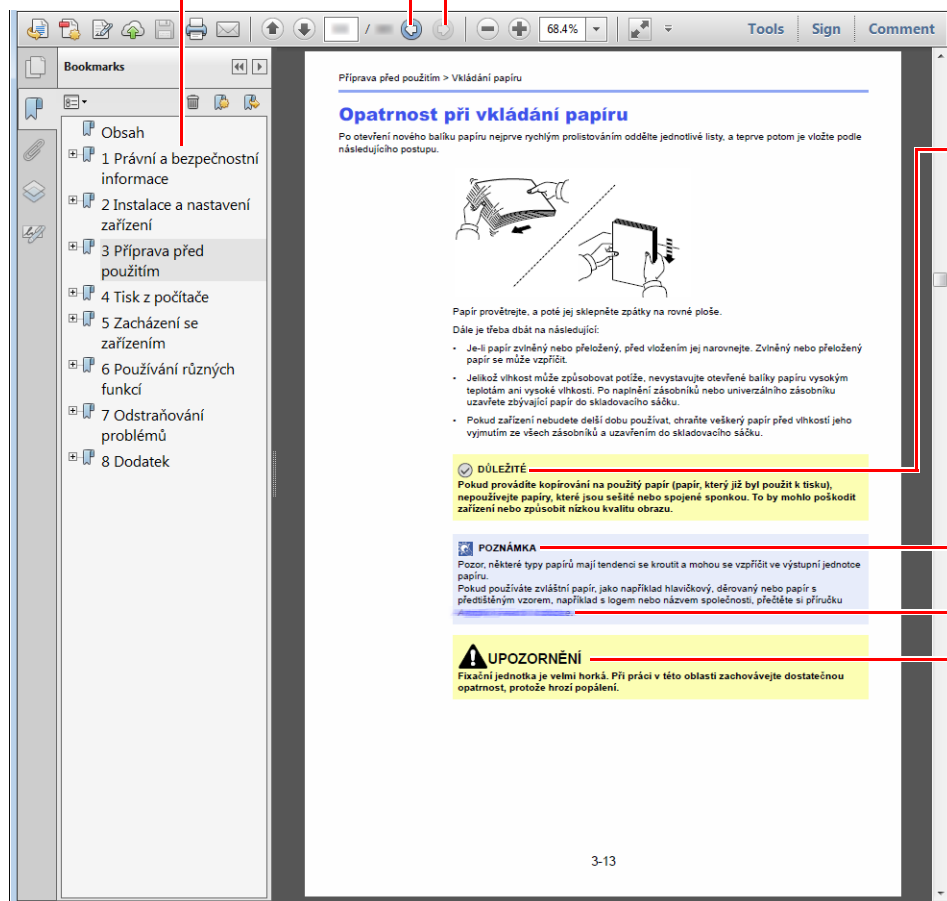 /
68.4%
Tools
Sign
Comment
Bookmarks
Obsah
1 Právní a bezpečnostní
informace
2 Instalace a nastavení
zařízení
3 Příprava před
použitím
4 Tisk z počítače
5 Zacházení se
zařízením
6 Používání různých
funkcí
7 Odstraňování
problémů
8 Dodatek
Příprava před použitím > Vkládání papíru
Opatrnost při vkládání papíru
Po otevření nového balíku papíru nejprve rychlým prolistováním oddělte jednotlivé listy, a teprve potom je vložte podle
následujícího postupu.
Papír provětrejte, a poté jej sklepněte zpátky na rovné ploše.
Dále je třeba dbát na následující:
• Je-li papír zvlněný nebo přeložený, před vložením jej narovnejte. Zvlněný nebo přeložený
papír se může vzpříčit.
• Jelikož vlhkost může způsobovat potíže, nevystavujte otevřené balíky papíru vysokým
teplotám ani vysoké vlhkosti. Po naplnění zásobníků nebo univerzálního zásobníku
uzavřete zbývající papír do skladovacího sáčku.
• Pokud zařízení nebudete delší dobu používat, chraňte veškerý papír před vlhkostí jeho
vyjmutím ze všech zásobníků a uzavřením do skladovacího sáčku.
DŮLEŽITÉ
Pokud provádíte kopírování na použitý papír (papír, který již byl použit k tisku),
nepoužívejte papíry, které jsou sešité nebo spojené sponkou. To by mohlo poškodit
zařízení nebo způsobit nízkou kvalitu obrazu.
POZNÁMKA
Pozor, některé typy papírů mají tendenci se kroutit a mohou se vzpříčit ve výstupní jednotce
papíru.
Pokud používáte zvláštní papír, jako například hlavičkový, děrovaný nebo papír s
předtištěným vzorem, například s logem nebo názvem společnosti, přečtěte si příručku
UPOZORNĚNÍ
Fixační jednotka je velmi horká. Při práci v této oblasti zachovávejte dostatečnou
opatrnost, protože hrozí popálení.
3-13